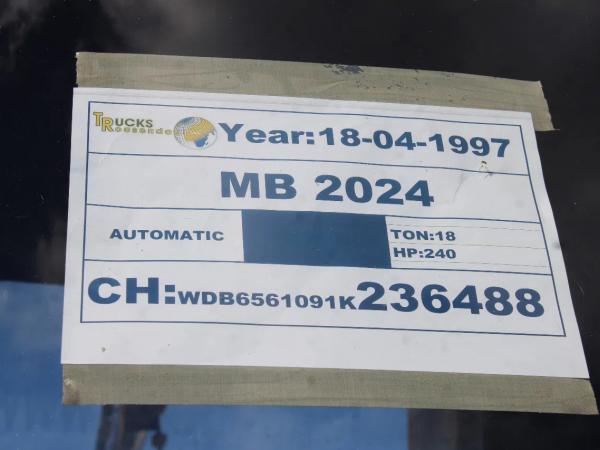 TRUCKS
Roosendaal
Year:18-04-1997
MB 2024
AUTOMATIC
TON:18
HP:240
CH:WDB6561091K236488